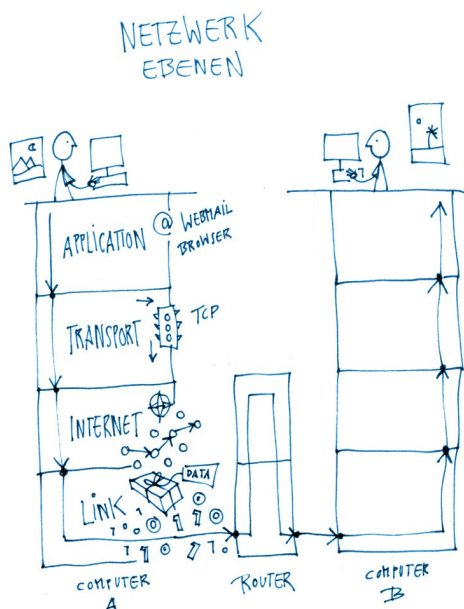 NETZWERK
EBENEN
APPLICATION
@ WEBMAIL
BROWSER
TRANSPORT
TCP
INTERNET
LINK
DATA
COMPUTER
A
ROUTER
COMPUTER
B